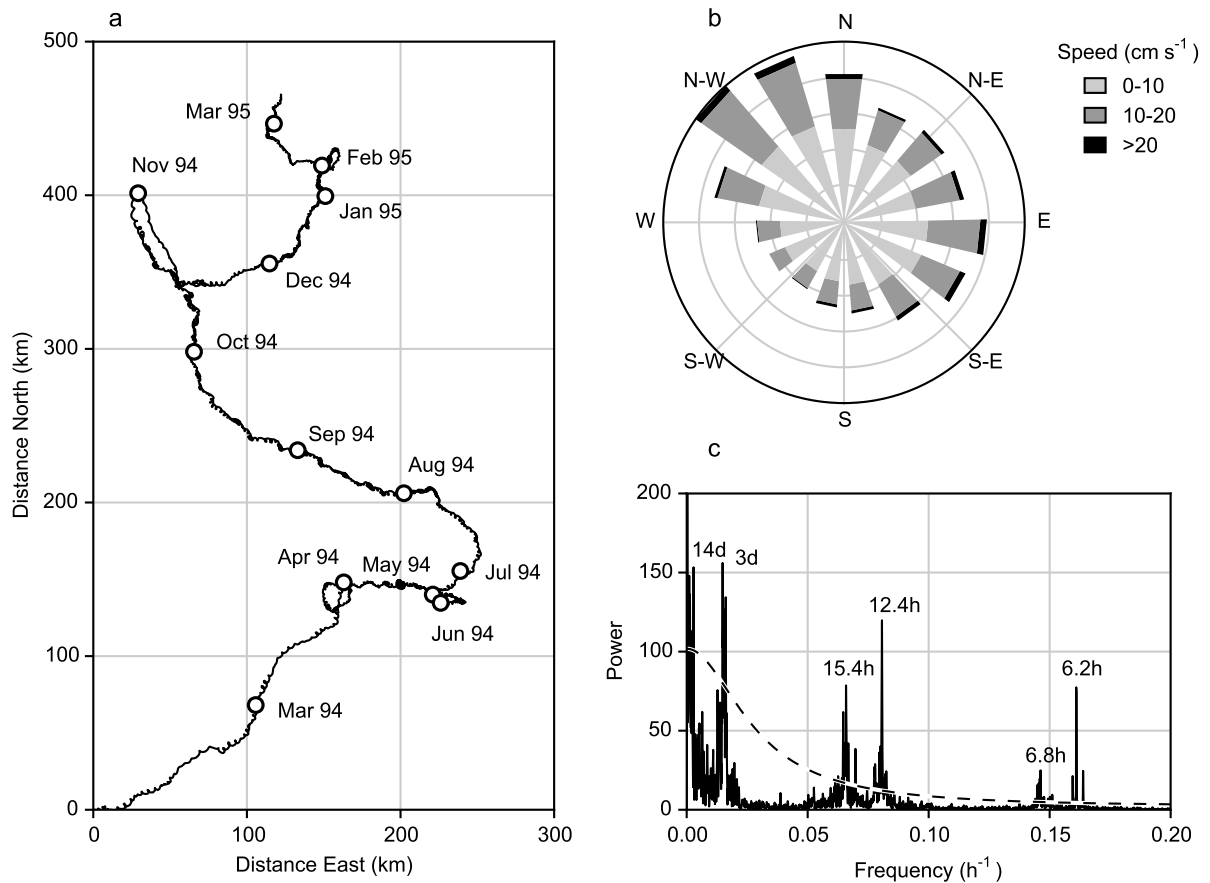 a
500
400
300
200
100
0
0
100
200
300
Distance North (km)
Distance East (km)
Mar 95
Nov 94
Feb 95
Jan 95
Dec 94
Oct 94
Sep 94
Aug 94
Apr 94
May 94
Jul 94
Jun 94
Mar 94
b
N
N-W
N-E
W
E
S-W
S-E
S
Speed (cm s⁻¹ )
0-10
10-20
>20
c
200
150
100
50
0
0.00
0.05
0.10
0.15
0.20
Power
Frequency (h⁻¹ )
14d
3d
12.4h
15.4h
6.2h
6.8h